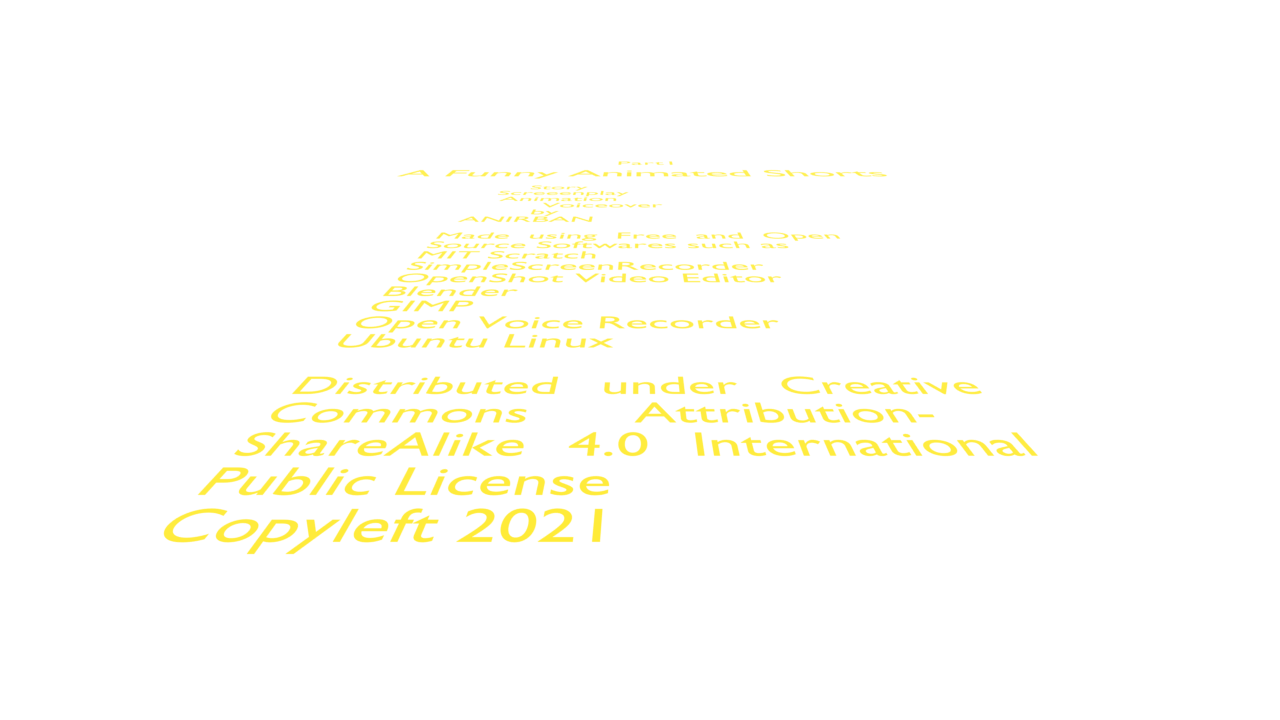 Part I
A Funny Animated Shorts
Story
Screeenplay
Animation
Voiceover
by
ANIRBAN
Made using Free and Open
Source Softwares such as
MIT Scratch
SimpleScreenRecorder
OpenShot Video Editor
Blender
GIMP
Open Voice Recorder
Ubuntu Linux
Distributed under Creative
Commons Attribution-
ShareAlike 4.0 International
Public License
Copyleft 2021